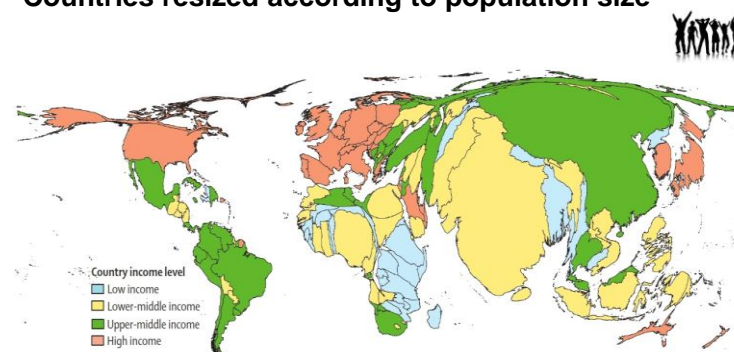 Countries resized according to population size
Country income level
Low income
Lower-middle income
Upper-middle income
High income